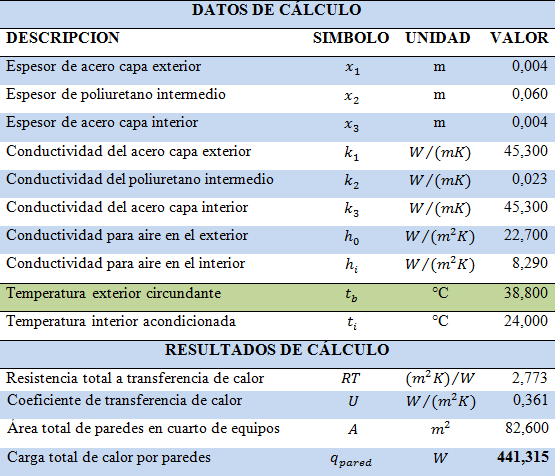 DATOS DE CÁLCULO
DESCRIPCION SIMBOLO UNIDAD VALOR
Espesor de acero capa exterior x₁ m 0,004
Espesor de poliuretano intermedio x₂ m 0,060
Espesor de acero capa interior x₃ m 0,004
Conductividad del acero capa exterior k₁ W/(mK) 45,300
Conductividad del poliuretano intermedio k₂ W/(mK) 0,023
Conductividad del acero capa interior k₃ W/(mK) 45,300
Conductividad para aire en el exterior h₀ W/(m²K) 22,700
Conductividad para aire en el interior hᵢ W/(m²K) 8,290
Temperatura exterior circundante t_b °C 38,800
Temperatura interior acondicionada tᵢ °C 24,000
RESULTADOS DE CÁLCULO
Resistencia total a transferencia de calor RT (m²K)/W 2,773
Coeficiente de transferencia de calor U W/(m²K) 0,361
Área total de paredes en cuarto de equipos A m² 82,600
Carga total de calor por paredes q_pared W 441,315